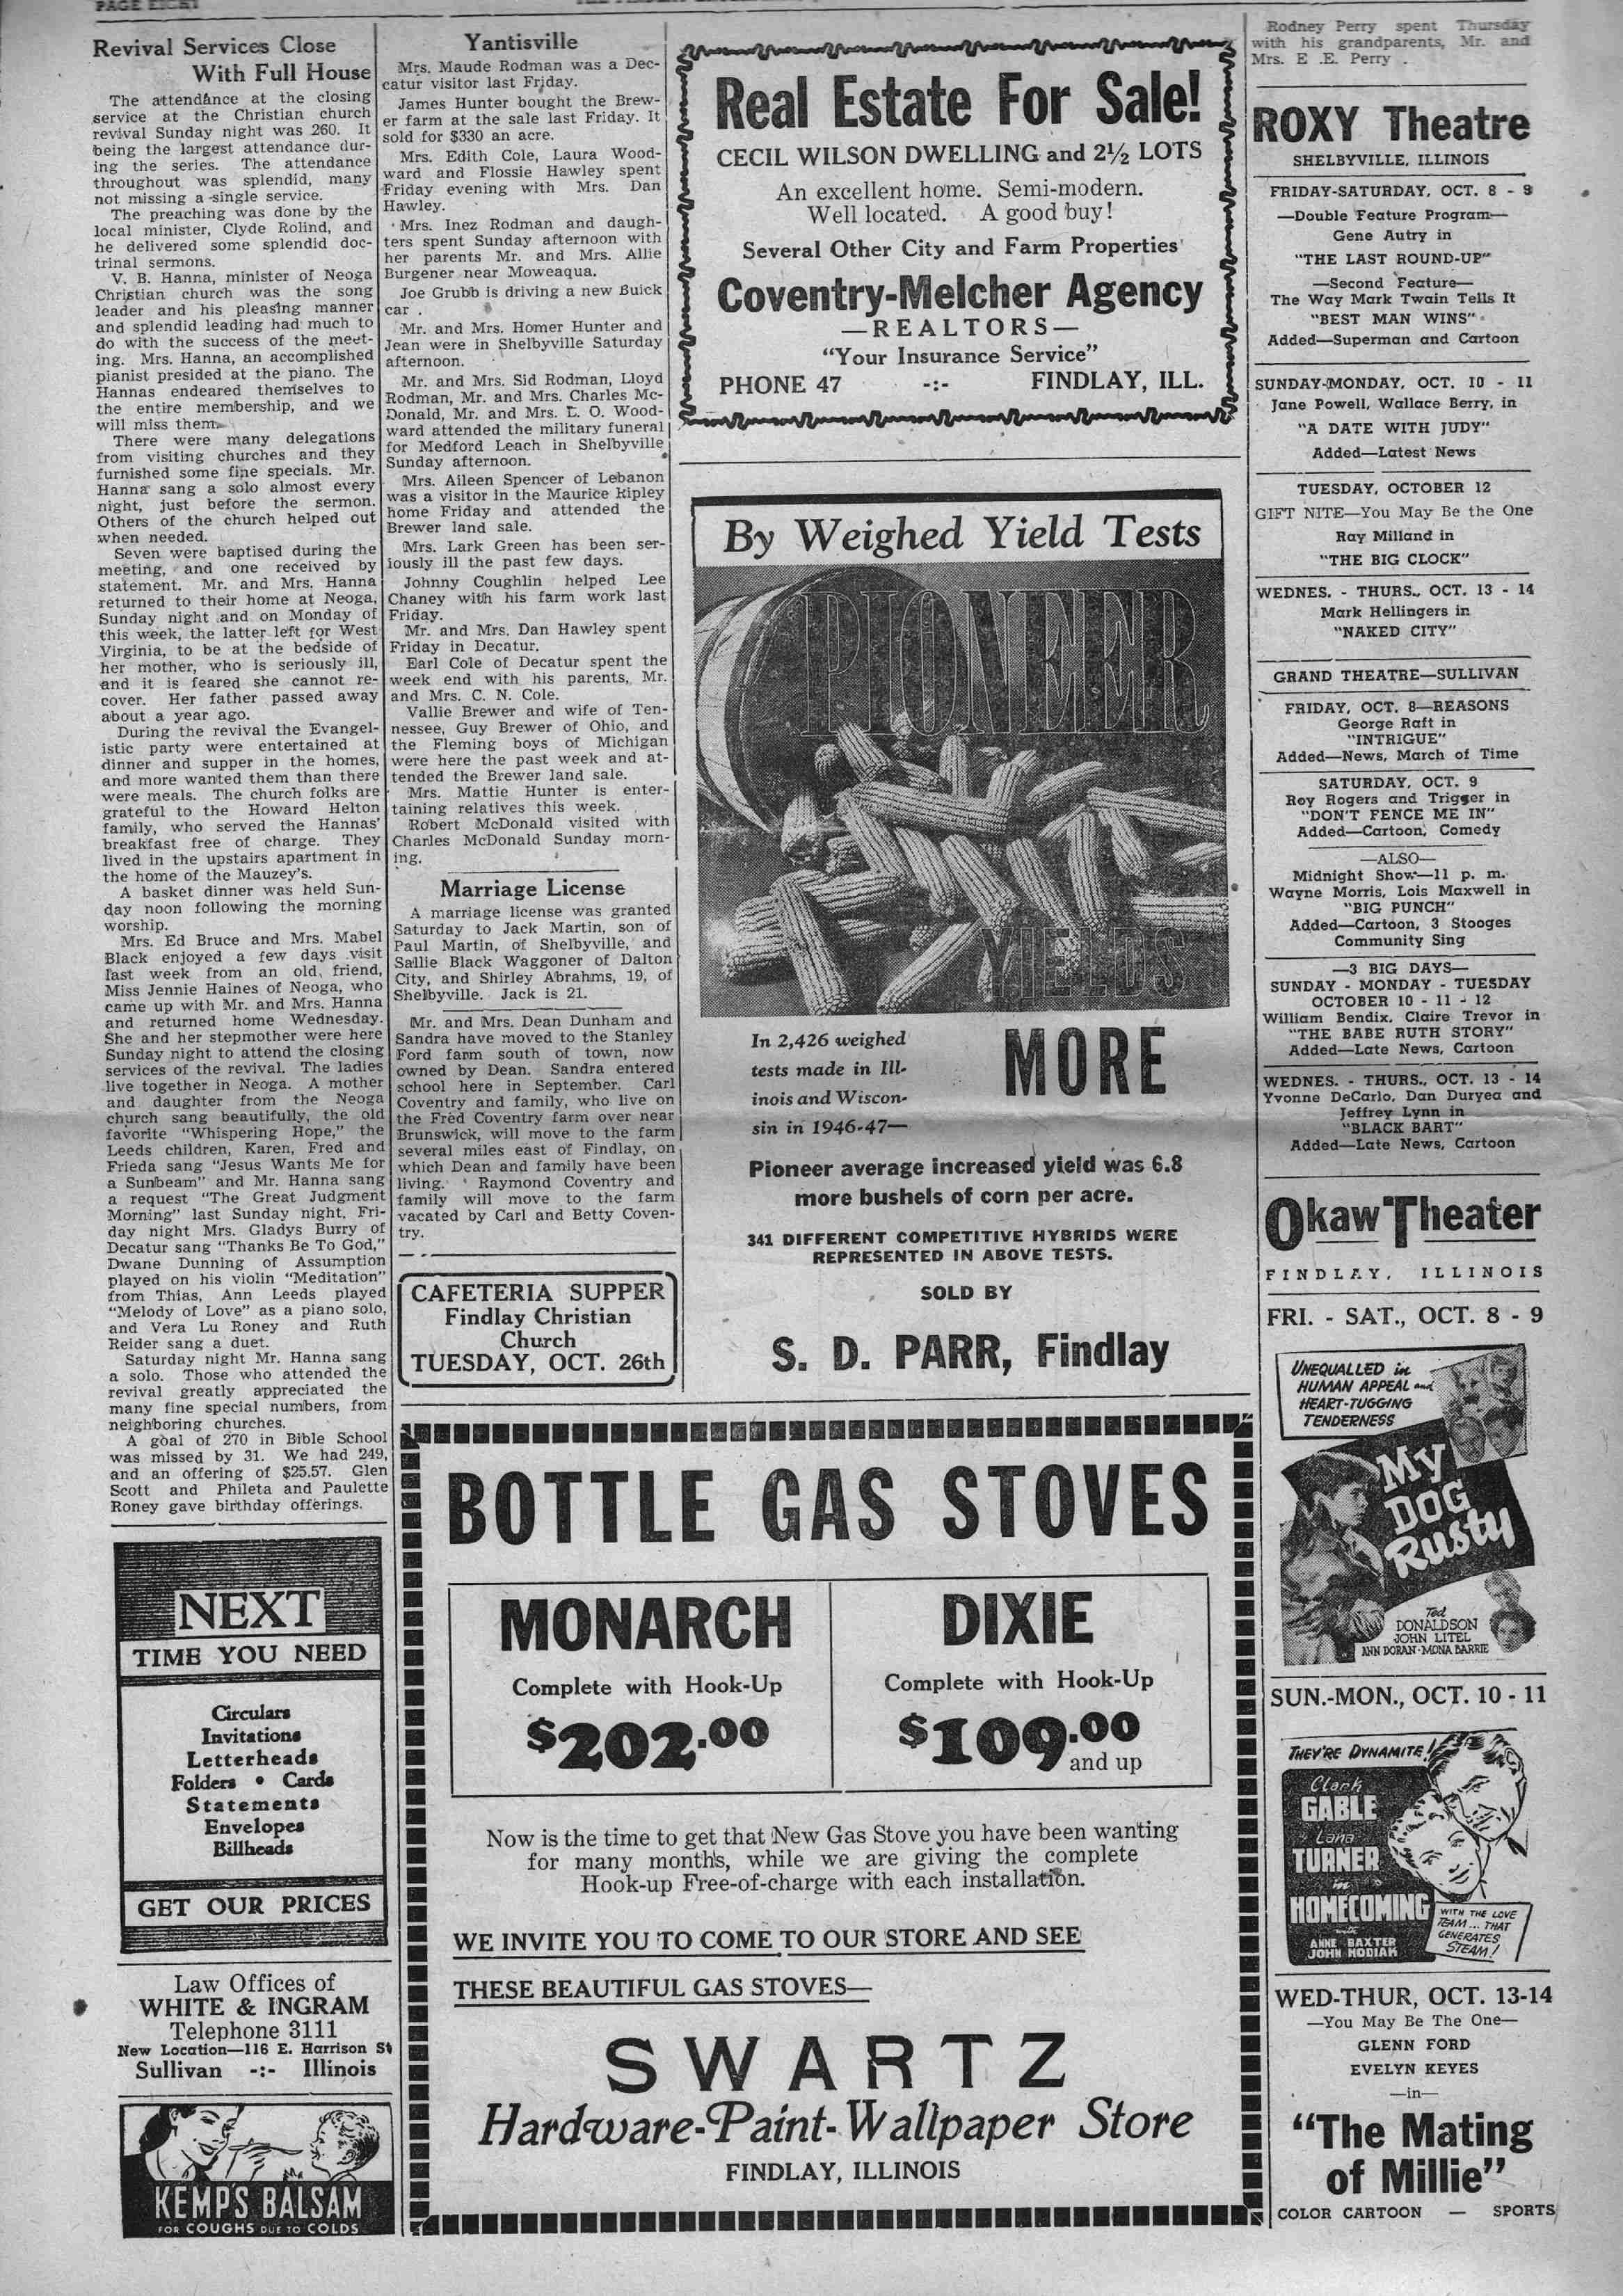 PAGE EIGHT
Revival Services Close
With Full House
The attendance at the closing
service at the Christian church
revival Sunday night was 260. It
being the largest attendance dur-
ing the series. The attendance
throughout was splendid, many
not missing a single service.
The preaching was done by the
local minister, Clyde Rolind, and
he delivered some splendid doc-
trinal sermons.
V. B. Hanna, minister of Neoga
Christian church was the song
leader and his pleasing manner
and splendid leading had much to
do with the success of the meet-
ing. Mrs. Hanna, an accomplished
pianist presided at the piano. The
Hannas endeared themselves to
the entire membership, and we
will miss them.
There were many delegations
from visiting churches and they
furnished some fine specials. Mr.
Hanna sang a solo almost every
night, just before the sermon.
Others of the church helped out
when needed.
Seven were baptised during the
meeting, and one received by
statement. Mr. and Mrs. Hanna
returned to their home at Neoga,
Sunday night and on Monday of
this week, the latter left for West
Virginia, to be at the bedside of
her mother, who is seriously ill,
and it is feared she cannot re-
cover. Her father passed away
about a year ago.
During the revival the Evangel-
istic party were entertained at
dinner and supper in the homes,
and more wanted them than there
were meals. The church folks are
grateful to the Howard Helton
family, who served the Hannas'
breakfast free of charge. They
lived in the upstairs apartment in
the home of the Mauzey's.
A basket dinner was held Sun-
day noon following the morning
worship.
Mrs. Ed Bruce and Mrs. Mabel
Black enjoyed a few days visit
last week from an old friend,
Miss Jennie Haines of Neoga, who
came up with Mr. and Mrs. Hanna
and returned home Wednesday.
She and her stepmother were here
Sunday night to attend the closing
services of the revival. The ladies
live together in Neoga. A mother
and daughter from the Neoga
church sang beautifully, the old
favorite "Whispering Hope," the
Leeds children, Karen, Fred and
Frieda sang "Jesus Wants Me for
a Sunbeam" and Mr. Hanna sang
a request "The Great Judgment
Morning" last Sunday night. Fri-
day night Mrs. Gladys Burry of
Decatur sang "Thanks Be To God,"
Dwane Dunning of Assumption
played on his violin "Meditation"
from Thias, Ann Leeds played
"Melody of Love" as a piano solo,
and Vera Lu Roney and Ruth
Reider sang a duet.
Saturday night Mr. Hanna sang
a solo. Those who attended the
revival greatly appreciated the
many fine special numbers, from
neighboring churches.
A goal of 270 in Bible School
was missed by 31. We had 249,
and an offering of $25.57. Glen
Scott and Phileta and Paulette
Roney gave birthday offerings.
NEXT
TIME YOU NEED
Circulars
Invitations
Letterheads
Folders • Cards
Statements
Envelopes
Billheads
GET OUR PRICES
Law Offices of
WHITE & INGRAM
Telephone 3111
New Location—116 E. Harrison St
Sullivan -:- Illinois
KEMP'S BALSAM
FOR COUGHS DUE TO COLDS
Yantisville
Mrs. Maude Rodman was a Dec-
catur visitor last Friday.
James Hunter bought the Brew-
er farm at the sale last Friday. It
sold for $330 an acre.
Mrs. Edith Cole, Laura Wood-
ward and Flossie Hawley spent
Friday evening with Mrs. Dan
Hawley.
Mrs. Inez Rodman and daugh-
ters spent Sunday afternoon with
her parents Mr. and Mrs. Allie
Burgener near Moweaqua.
Joe Grubb is driving a new Buick
car .
Mr. and Mrs. Homer Hunter and
Jean were in Shelbyville Saturday
afternoon.
Mr. and Mrs. Sid Rodman, Lloyd
Rodman, Mr. and Mrs. Charles Mc-
Donald, Mr. and Mrs. L. O. Wood-
ward attended the military funeral
for Medford Leach in Shelbyville
Sunday afternoon.
Mrs. Aileen Spencer of Lebanon
was a visitor in the Maurice Ripley
home Friday and attended the
Brewer land sale.
Mrs. Lark Green has been ser-
iously ill the past few days.
Johnny Coughlin helped Lee
Chaney with his farm work last
Friday.
Mr. and Mrs. Dan Hawley spent
Friday in Decatur.
Earl Cole of Decatur spent the
week end with his parents, Mr.
and Mrs. C. N. Cole.
Vallie Brewer and wife of Ten-
nessee, Guy Brewer of Ohio, and
the Fleming boys of Michigan
were here the past week and at-
tended the Brewer land sale.
Mrs. Mattie Hunter is enter-
taining relatives this week.
Robert McDonald visited with
Charles McDonald Sunday morn-
ing.
Marriage License
A marriage license was granted
Saturday to Jack Martin, son of
Paul Martin, of Shelbyville, and
Sallie Black Waggoner of Dalton
City, and Shirley Abrahms, 19, of
Shelbyville. Jack is 21.
Mr. and Mrs. Dean Dunham and
Sandra have moved to the Stanley
Ford farm south of town, now
owned by Dean. Sandra entered
school here in September. Carl
Coventry and family, who live on
the Fred Coventry farm over near
Brunswick, will move to the farm
several miles east of Findlay, on
which Dean and family have been
living. Raymond Coventry and
family will move to the farm
vacated by Carl and Betty Coven-
try.
CAFETERIA SUPPER
Findlay Christian
Church
TUESDAY, OCT. 26th
Real Estate For Sale!
CECIL WILSON DWELLING and 2½ LOTS
An excellent home. Semi-modern.
Well located. A good buy!
Several Other City and Farm Properties
Coventry-Melcher Agency
—REALTORS—
"Your Insurance Service"
PHONE 47 -:- FINDLAY, ILL.
By Weighed Yield Tests
PIONEER
YIELDS
In 2,426 weighed
tests made in Ill-
inois and Wiscon-
sin in 1946-47—
MORE
Pioneer average increased yield was 6.8
more bushels of corn per acre.
341 DIFFERENT COMPETITIVE HYBRIDS WERE
REPRESENTED IN ABOVE TESTS.
SOLD BY
S. D. PARR, Findlay
BOTTLE GAS STOVES
MONARCH
Complete with Hook-Up
$202.00
DIXIE
Complete with Hook-Up
$109.00
and up
Now is the time to get that New Gas Stove you have been wanting
for many months, while we are giving the complete
Hook-up Free-of-charge with each installation.
WE INVITE YOU TO COME TO OUR STORE AND SEE
THESE BEAUTIFUL GAS STOVES—
SWARTZ
Hardware-Paint-Wallpaper Store
FINDLAY, ILLINOIS
Rodney Perry spent Thursday
with his grandparents, Mr. and
Mrs. E .E. Perry .
ROXY Theatre
SHELBYVILLE, ILLINOIS
FRIDAY-SATURDAY, OCT. 8 - 9
—Double Feature Program—
Gene Autry in
"THE LAST ROUND-UP"
—Second Feature—
The Way Mark Twain Tells It
"BEST MAN WINS"
Added—Superman and Cartoon
SUNDAY-MONDAY, OCT. 10 - 11
Jane Powell, Wallace Berry, in
"A DATE WITH JUDY"
Added—Latest News
TUESDAY, OCTOBER 12
GIFT NITE—You May Be the One
Ray Milland in
"THE BIG CLOCK"
WEDNES. - THURS., OCT. 13 - 14
Mark Hellingers in
"NAKED CITY"
GRAND THEATRE—SULLIVAN
FRIDAY, OCT. 8—REASONS
George Raft in
"INTRIGUE"
Added—News, March of Time
SATURDAY, OCT. 9
Roy Rogers and Trigger in
"DON'T FENCE ME IN"
Added—Cartoon, Comedy
—ALSO—
Midnight Show—11 p. m.
Wayne Morris, Lois Maxwell in
"BIG PUNCH"
Added—Cartoon, 3 Stooges
Community Sing
—3 BIG DAYS—
SUNDAY - MONDAY - TUESDAY
OCTOBER 10 - 11 - 12
William Bendix, Claire Trevor in
"THE BABE RUTH STORY"
Added—Late News, Cartoon
WEDNES. - THURS., OCT. 13 - 14
Yvonne DeCarlo, Dan Duryea and
Jeffrey Lynn in
"BLACK BART"
Added—Late News, Cartoon
Okaw Theater
FINDLAY, ILLINOIS
FRI. - SAT., OCT. 8 - 9
UNEQUALLED in
HUMAN APPEAL and
HEART-TUGGING
TENDERNESS
My
DOG
Rusty
Ted
DONALDSON
JOHN LITEL
ANN DORAN · MONA BARRIE
SUN.-MON., OCT. 10 - 11
THEY'RE DYNAMITE!
Clark
GABLE
Lana
TURNER
in
HOMECOMING
with
ANNE BAXTER
JOHN HODIAK
WITH THE LOVE
TEAM... THAT
GENERATES
STEAM!
WED-THUR, OCT. 13-14
—You May Be The One—
GLENN FORD
EVELYN KEYES
—in—
"The Mating
of Millie"
COLOR CARTOON — SPORTS